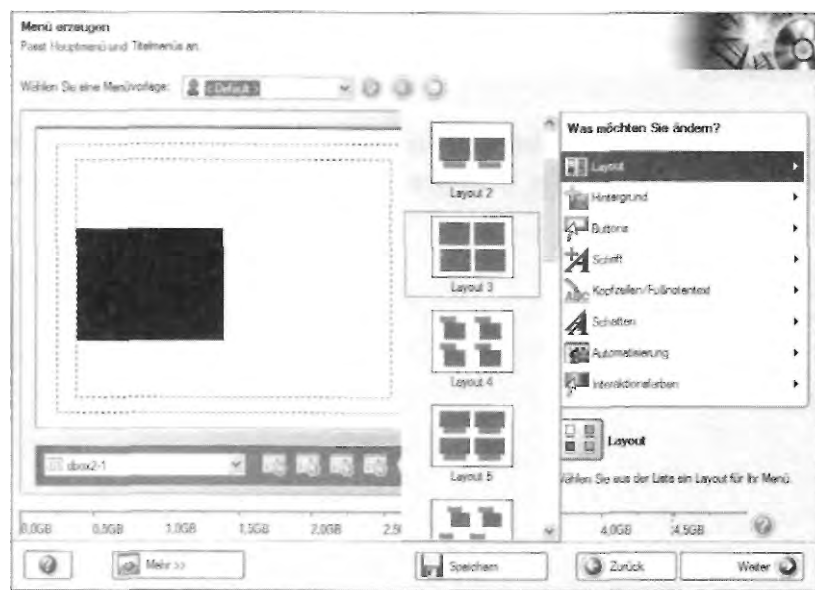 Menü erzeugen
Passt Hauptmenü und Titelmenüs an.
Wählen Sie eine Menüvorlage:
< Default >
Was möchten Sie ändern?
Layout
Hintergrund
Buttons
Schrift
Kopfzeilen/Fußnotentext
Schatten
Automatisierung
Interaktionsfarben
Layout 2
Layout 3
Layout 4
Layout 5
Layout
Wählen Sie aus der Liste ein Layout für Ihr Menü.
dbox2-1
0,0GB 0,5GB 1,0GB 1,5GB 2,0GB 4,0GB 4,5GB
Mehr >>
Speichern
Zurück
Weiter